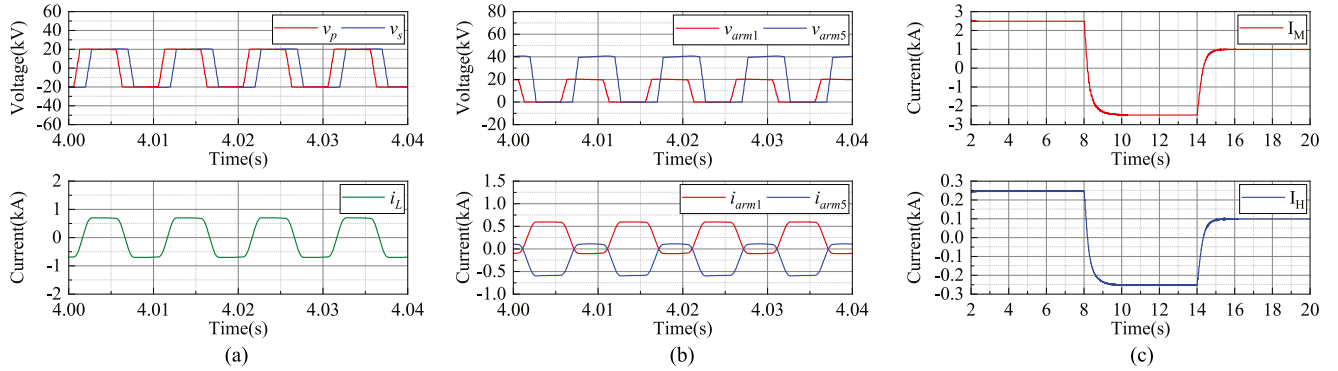 Voltage(kV)
60
40
20
0
-20
-40
-60
v_p v_s
4.00 4.01 4.02 4.03 4.04
Time(s)
Current(kA)
2
1
0
-1
-2
i_L
4.00 4.01 4.02 4.03 4.04
Time(s)
(a)
Voltage(kV)
80
60
40
20
0
-20
v_arm1 v_arm5
4.00 4.01 4.02 4.03 4.04
Time(s)
Current(kA)
1.5
1.0
0.5
0.0
-0.5
-1.0
i_arm1 i_arm5
4.00 4.01 4.02 4.03 4.04
Time(s)
(b)
Current(kA)
3
2
1
0
-1
-2
-3
I_M
2 4 6 8 10 12 14 16 18 20
Time(s)
Current(kA)
0.3
0.2
0.1
0.0
-0.1
-0.2
-0.3
I_H
2 4 6 8 10 12 14 16 18 20
Time(s)
(c)